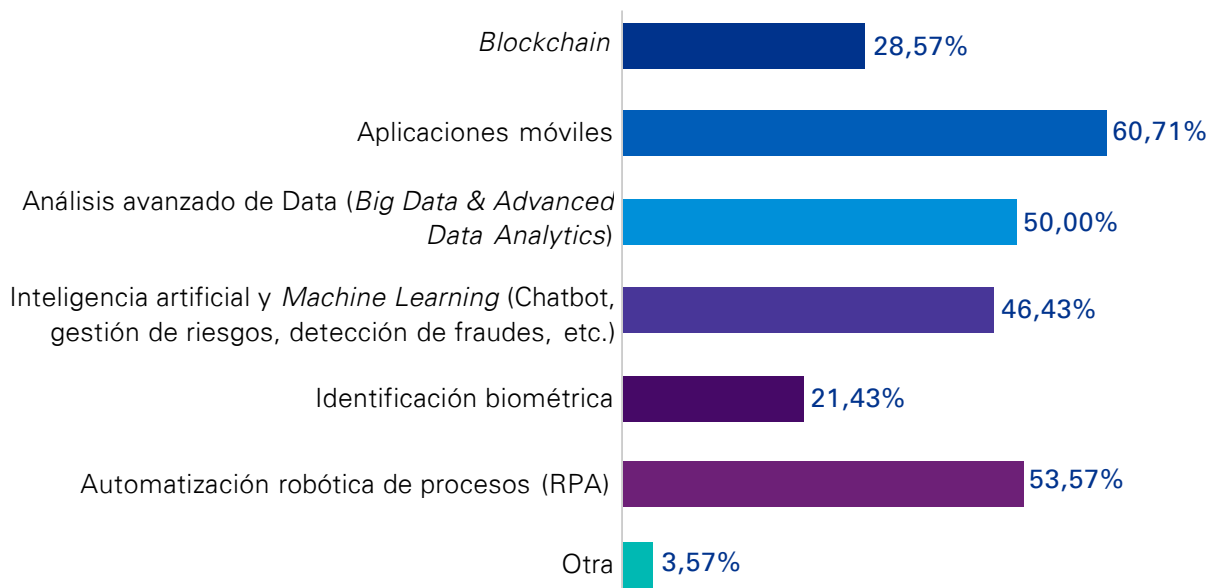 Blockchain
28,57%
Aplicaciones móviles
60,71%
Análisis avanzado de Data (Big Data & Advanced
Data Analytics)
50,00%
Inteligencia artificial y Machine Learning (Chatbot,
gestión de riesgos, detección de fraudes, etc.)
46,43%
Identificación biométrica
21,43%
Automatización robótica de procesos (RPA)
53,57%
Otra
3,57%